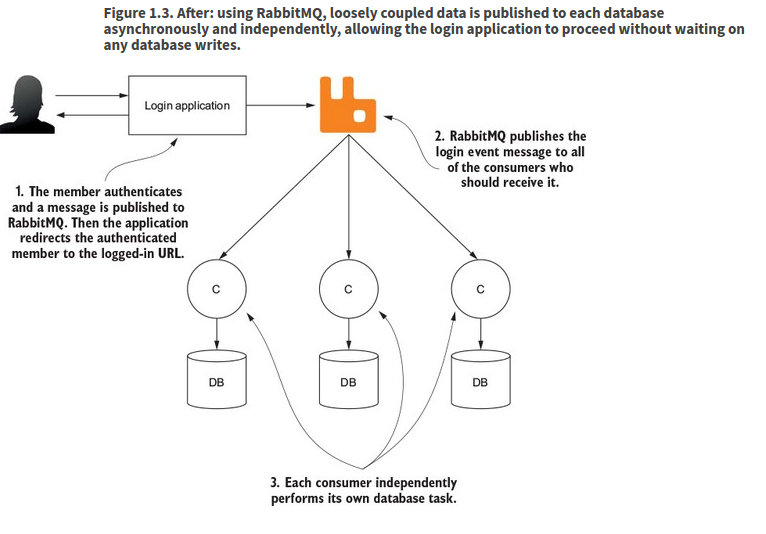 Figure 1.3. After: using RabbitMQ, loosely coupled data is published to each database
asynchronously and independently, allowing the login application to proceed without waiting on
any database writes.
Login application
2. RabbitMQ publishes the
login event message to all
of the consumers who
should receive it.
1. The member authenticates
and a message is published to
RabbitMQ. Then the application
redirects the authenticated
member to the logged-in URL.
C
C
C
DB
DB
DB
3. Each consumer independently
performs its own database task.